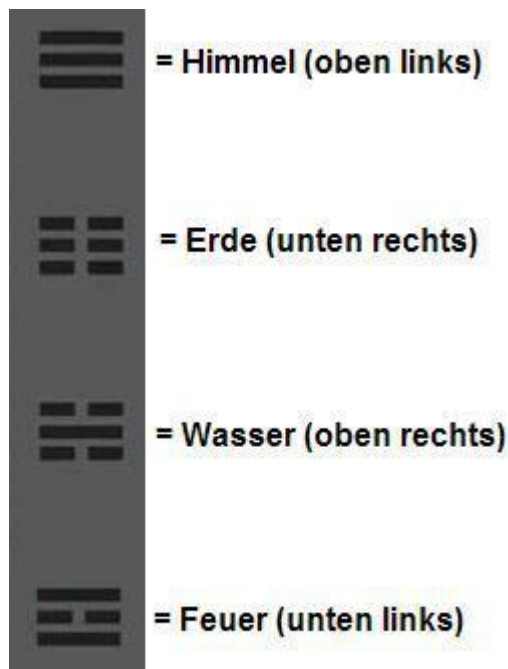 = Himmel (oben links)
= Erde (unten rechts)
= Wasser (oben rechts)
= Feuer (unten links)